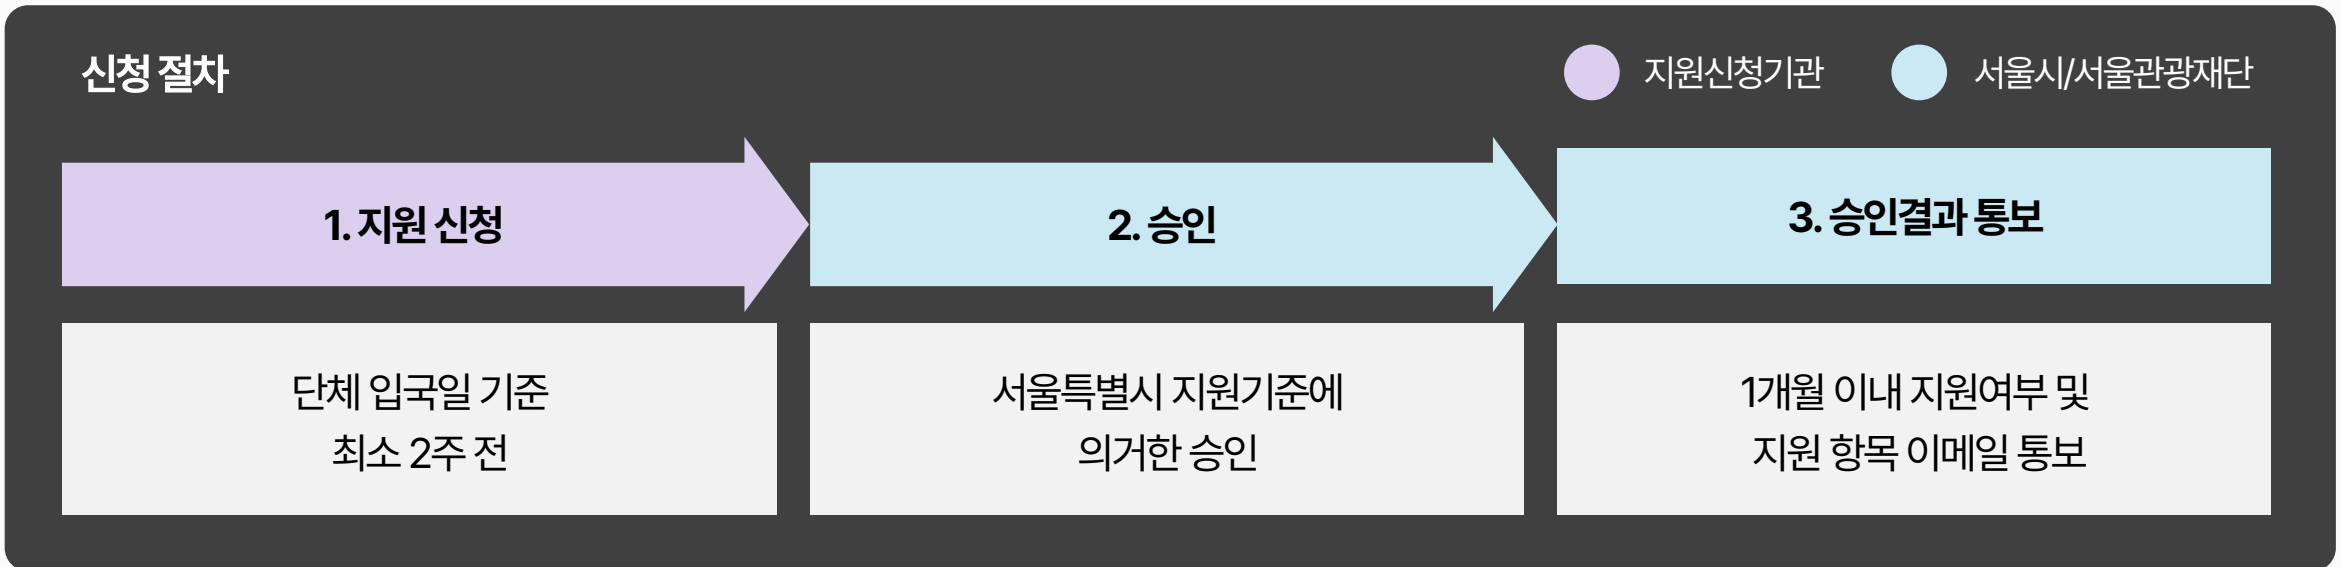 신청 절차
지원신청기관
서울시/서울관광재단
1. 지원 신청
2. 승인
3. 승인결과 통보
단체 입국일 기준
최소 2주 전
서울특별시 지원기준에
의거한 승인
1개월 이내 지원여부 및
지원 항목 이메일 통보